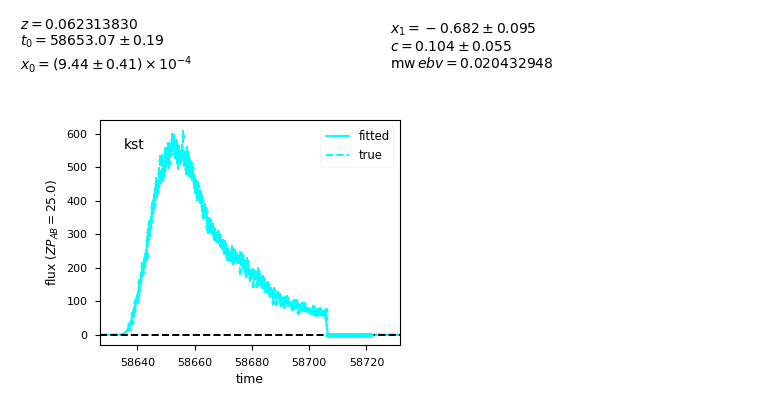 z = 0.062313830
t₀ = 58653.07 ± 0.19
x₀ = (9.44 ± 0.41) × 10⁻⁴
x₁ = −0.682 ± 0.095
c = 0.104 ± 0.055
mw ebv = 0.020432948
kst
fitted
true
600
500
400
300
200
100
0
flux (ZP_AB = 25.0)
58640 58660 58680 58700 58720
time